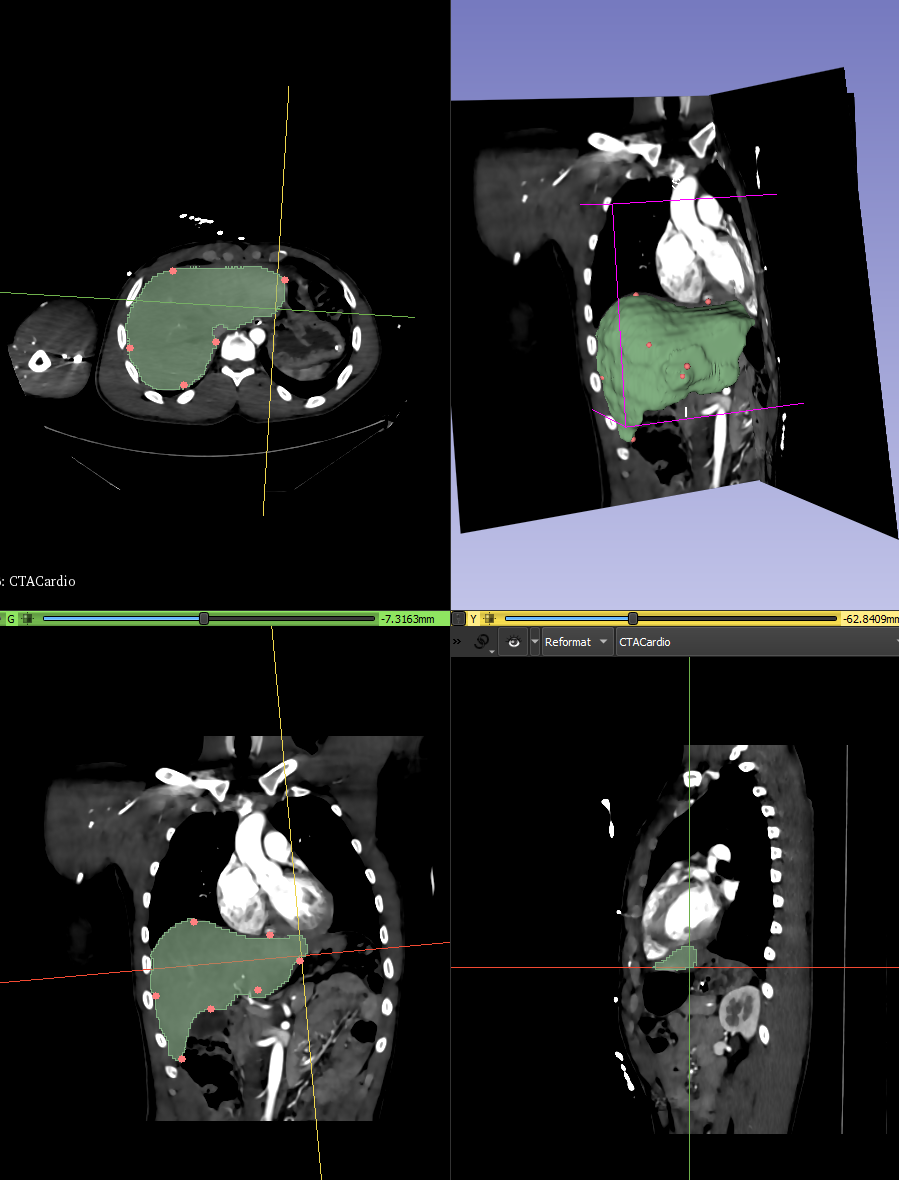 : CTACardio
G -7.3163mm
Y -62.8409mm
» Reformat CTACardio
I